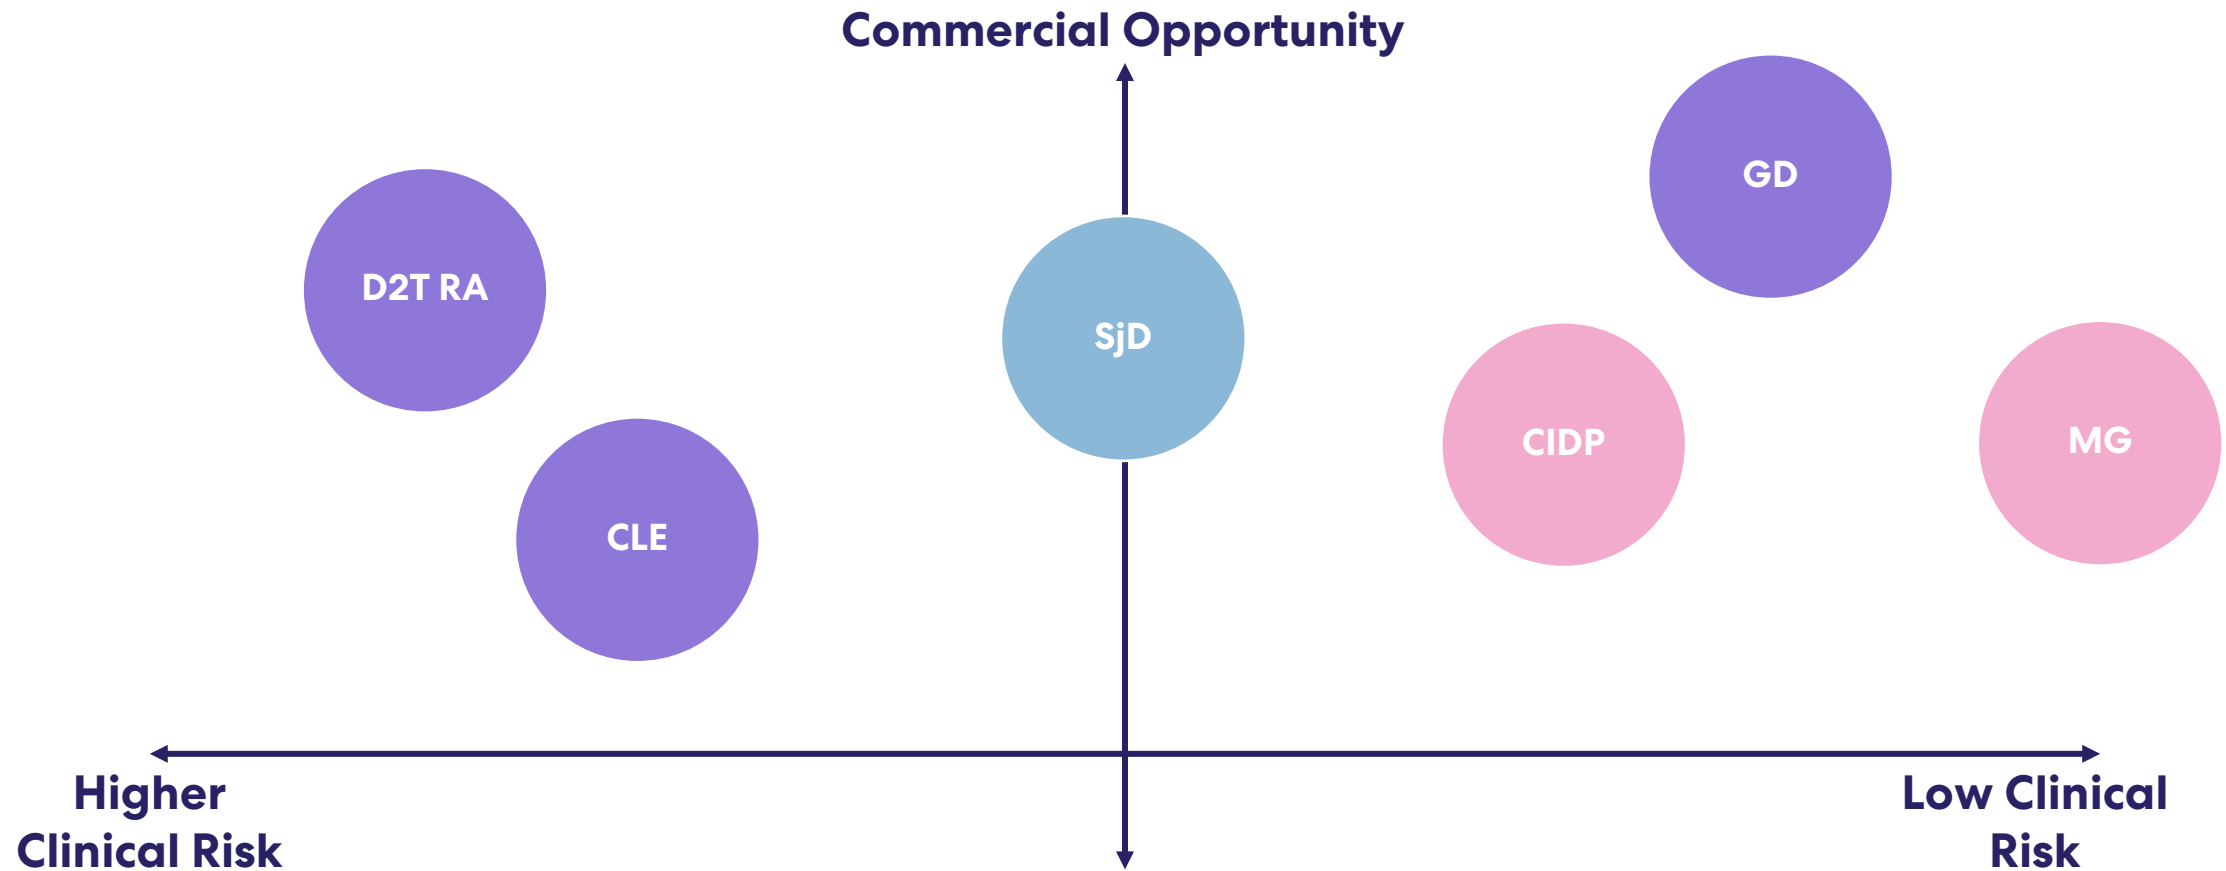 Commercial Opportunity
GD
D2T RA
SjD
CIDP
MG
CLE
Higher
Clinical Risk
Low Clinical
Risk